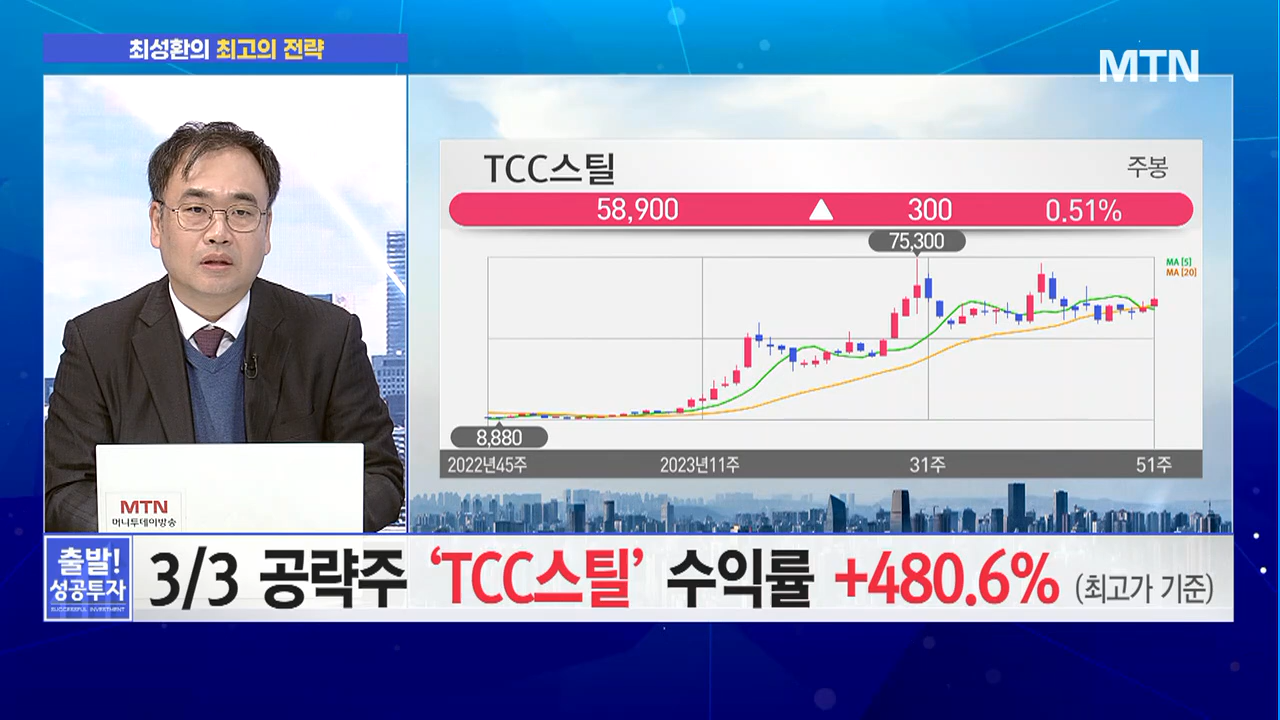 최성환의 최고의 전략
MTN
TCC스틸
주봉
58,900 ▲ 300 0.51%
75,300
MA [5]
MA [20]
8,880
2022년45주 2023년11주 31주 51주
MTN
머니투데이방송
출발!
성공투자
SUCCESSFUL INVESTMENT
3/3 공략주 ‘TCC스틸’ 수익률 +480.6% (최고가 기준)